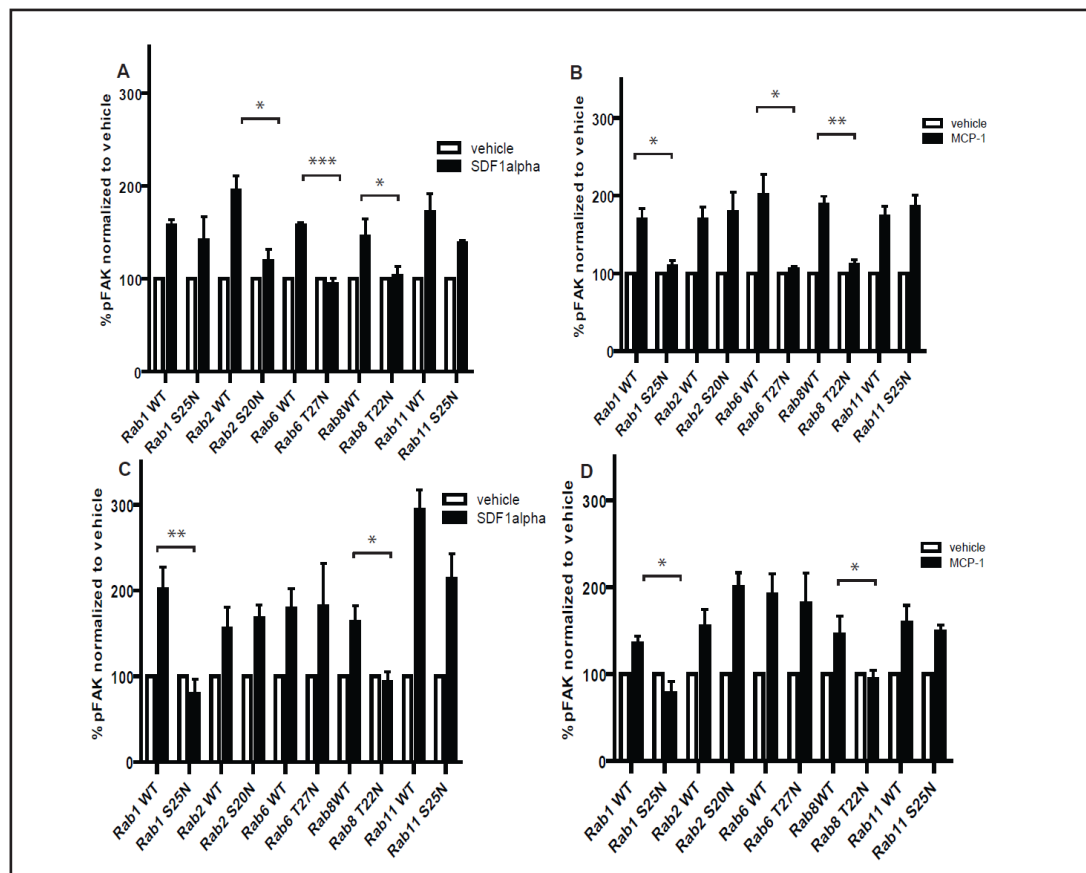 A
*
***
*
vehicle
SDF1alpha
%pFAK normalized to vehicle
300
200
100
0
Rab1 WT
Rab1 S25N
Rab2 WT
Rab2 S20N
Rab6 WT
Rab6 T27N
Rab8WT
Rab8 T22N
Rab11 WT
Rab11 S25N
B
*
*
**
vehicle
MCP-1
%pFAK normalized to vehicle
300
200
100
0
Rab1 WT
Rab1 S25N
Rab2 WT
Rab2 S20N
Rab6 WT
Rab6 T27N
Rab8WT
Rab8 T22N
Rab11 WT
Rab11 S25N
C
**
*
vehicle
SDF1alpha
%pFAK normalized to vehicle
300
200
100
0
Rab1 WT
Rab1 S25N
Rab2 WT
Rab2 S20N
Rab6 WT
Rab6 T27N
Rab8WT
Rab8 T22N
Rab11 WT
Rab11 S25N
D
*
*
vehicle
MCP-1
%pFAK normalized to vehicle
300
200
100
0
Rab1 WT
Rab1 S25N
Rab2 WT
Rab2 S20N
Rab6 WT
Rab6 T27N
Rab8WT
Rab8 T22N
Rab11 WT
Rab11 S25N